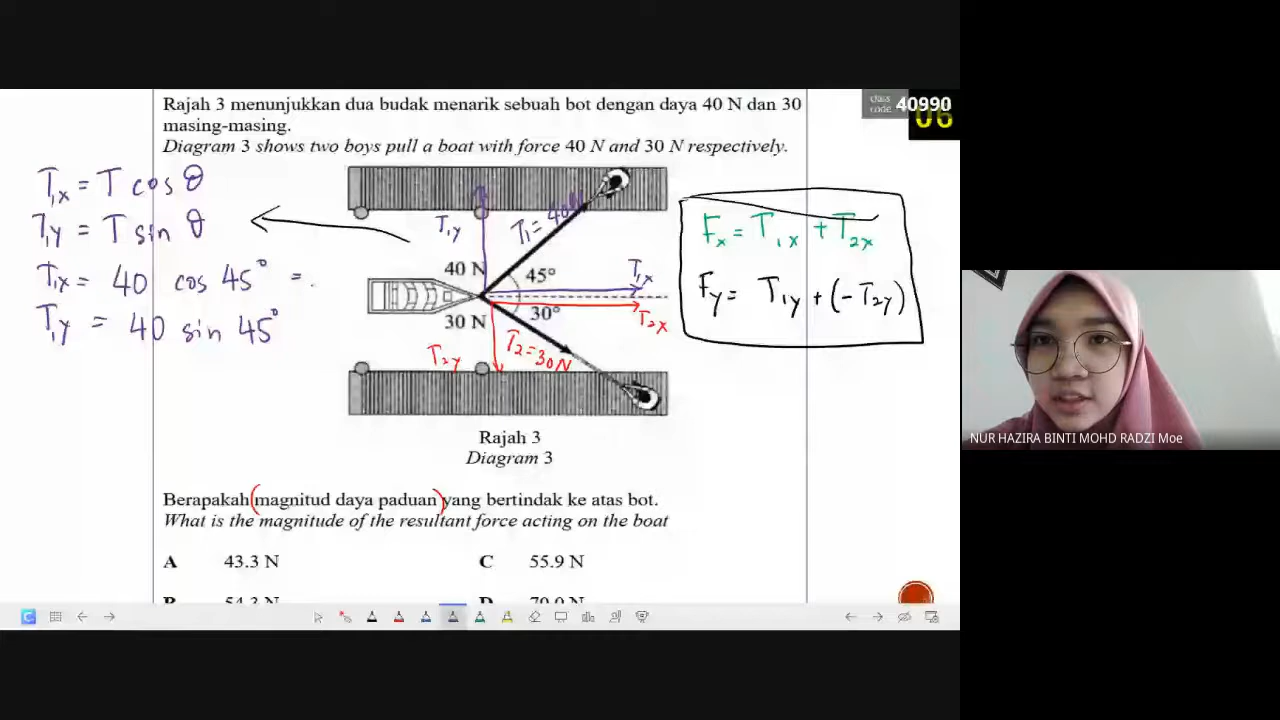 Rajah 3 menunjukkan dua budak menarik sebuah bot dengan daya 40 N dan 30
masing-masing.
Diagram 3 shows two boys pull a boat with force 40 N and 30 N respectively.
class code 40990
06
T1x = T cos θ
T1y = T sin θ
T1x = 40 cos 45° =
T1y = 40 sin 45°
T1y
T1 = 40N
40 N
45°
T1x
30 N
30°
T2x
T2y
T2 = 30N
Fx = T1x + T2x
Fy = T1y + (-T2y)
Rajah 3
Diagram 3
Berapakah (magnitud daya paduan) yang bertindak ke atas bot.
What is the magnitude of the resultant force acting on the boat
A 43.3 N C 55.9 N
B 54.3 N D 70.0 N
NUR HAZIRA BINTI MOHD RADZI Moe